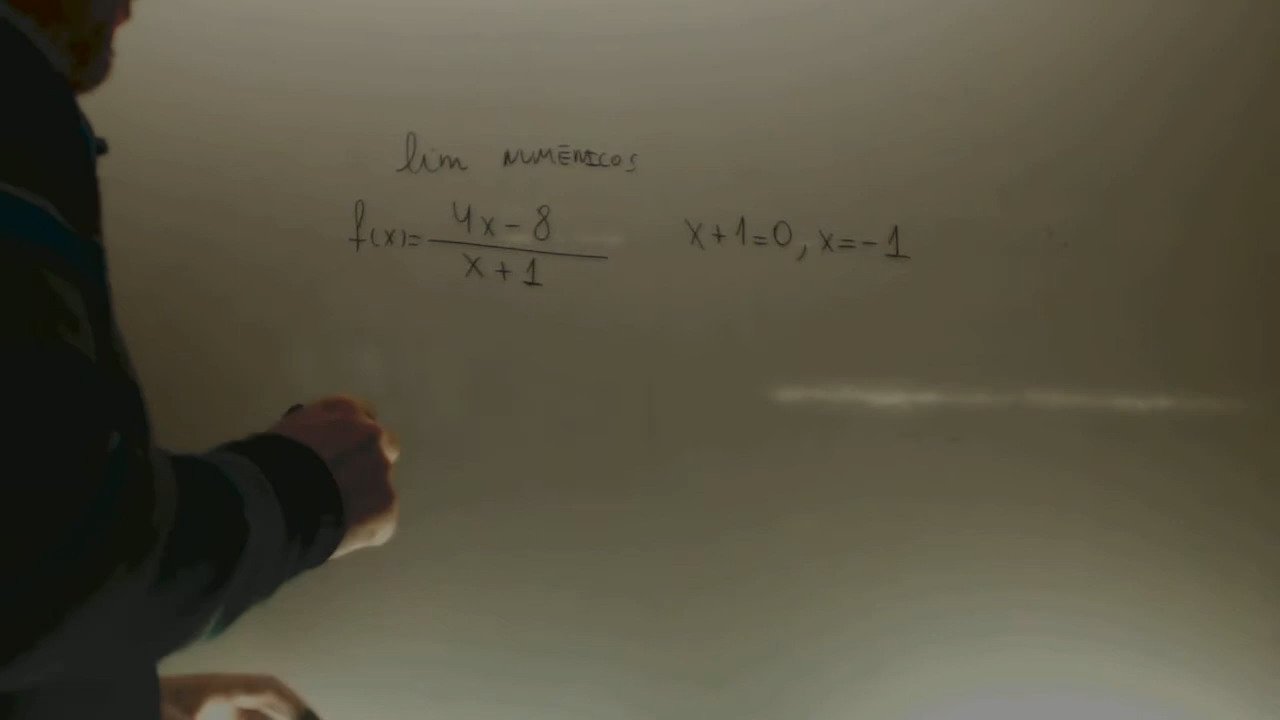 lim NUMÉRICOS
f(x)= 4x-8 / x+1     x+1=0, x=-1